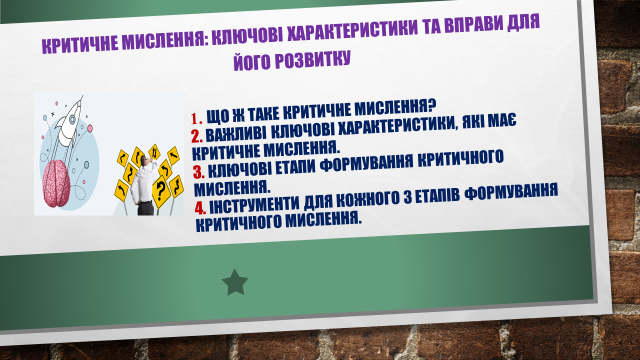 КРИТИЧНЕ МИСЛЕННЯ: КЛЮЧОВІ ХАРАКТЕРИСТИКИ ТА ВПРАВИ ДЛЯ
ЙОГО РОЗВИТКУ
1. ЩО Ж ТАКЕ КРИТИЧНЕ МИСЛЕННЯ?
2. ВАЖЛИВІ КЛЮЧОВІ ХАРАКТЕРИСТИКИ, ЯКІ МАЄ
КРИТИЧНЕ МИСЛЕННЯ.
3. КЛЮЧОВІ ЕТАПИ ФОРМУВАННЯ КРИТИЧНОГО
МИСЛЕННЯ.
4. ІНСТРУМЕНТИ ДЛЯ КОЖНОГО З ЕТАПІВ ФОРМУВАННЯ
КРИТИЧНОГО МИСЛЕННЯ.
?